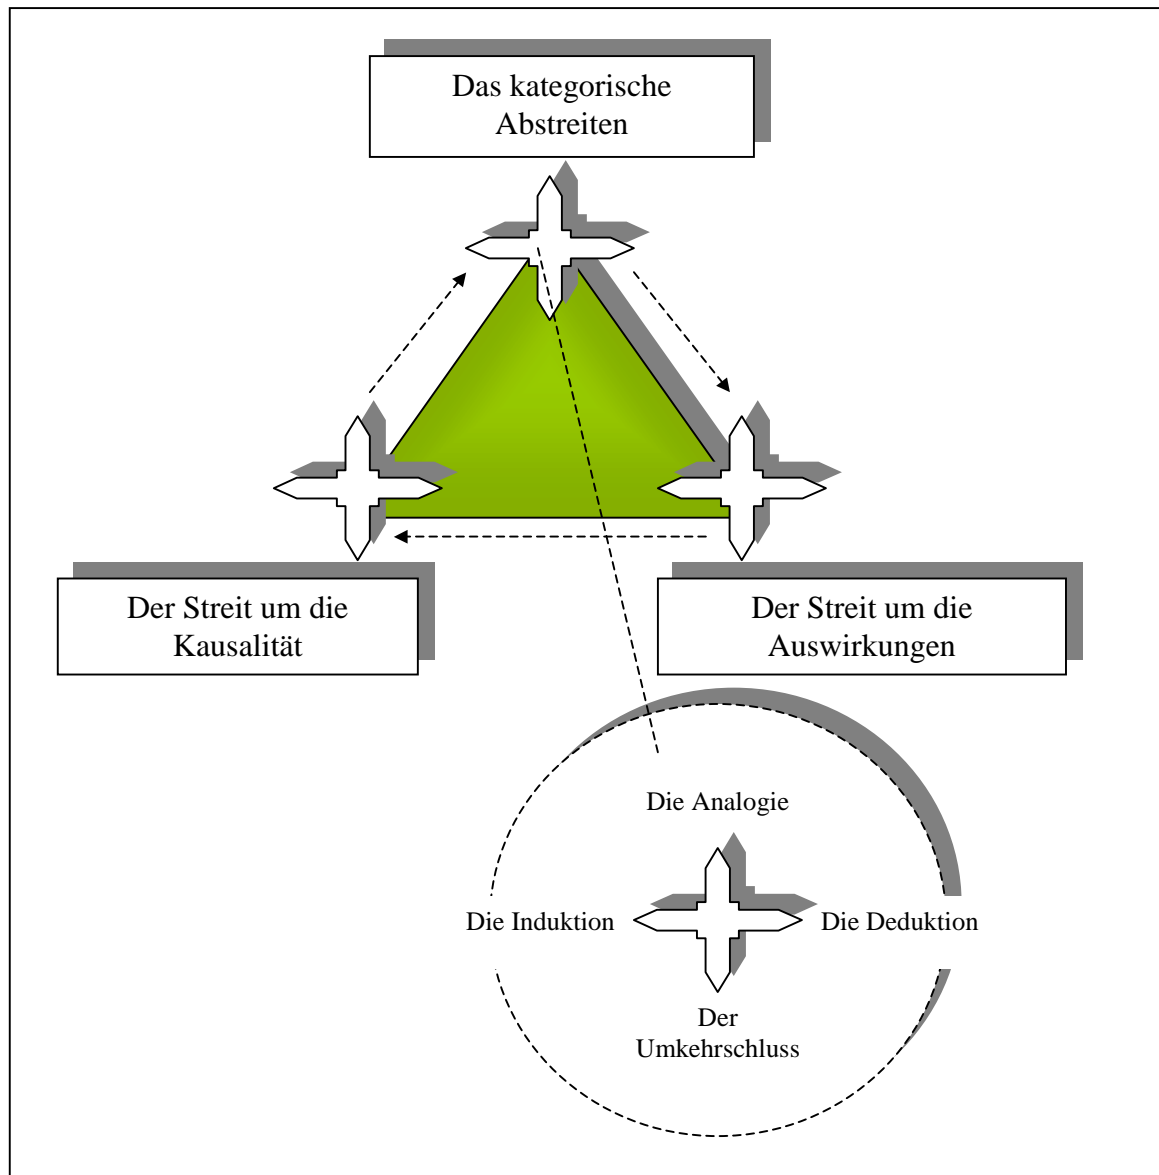 Das kategorische
Abstreiten
Der Streit um die
Kausalität
Der Streit um die
Auswirkungen
Die Analogie
Die Induktion
Die Deduktion
Der
Umkehrschluss